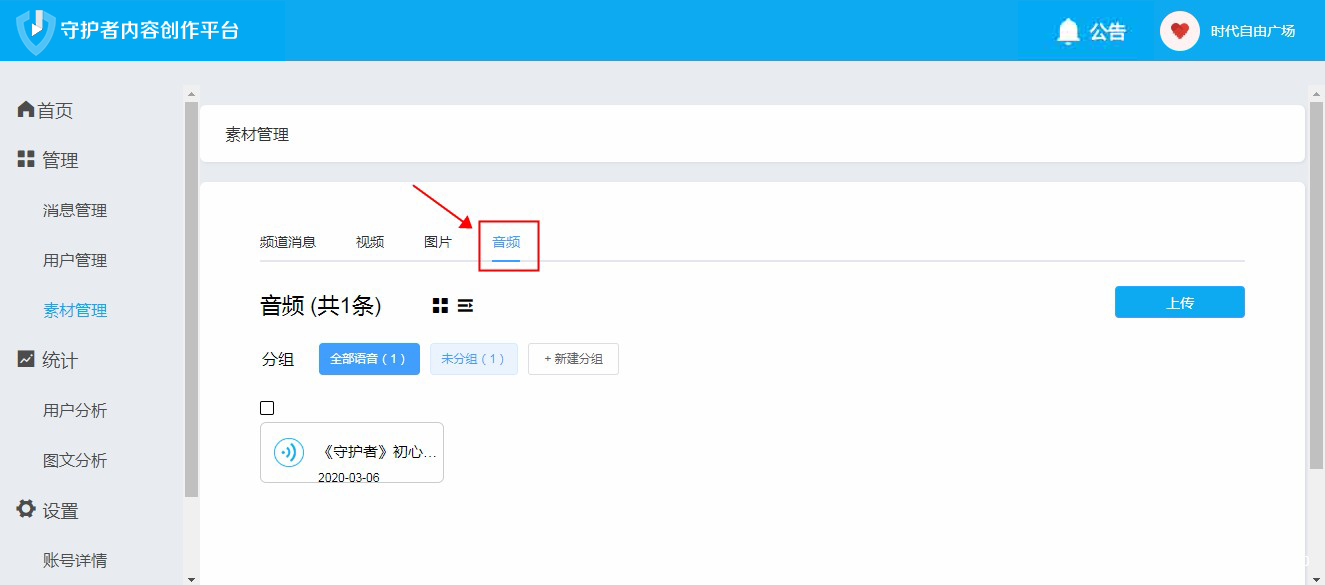 守护者内容创作平台
公告
时代自由广场
首页
管理
消息管理
用户管理
素材管理
统计
用户分析
图文分析
设置
账号详情
素材管理
频道消息 视频 图片 音频
音频 (共1条)
上传
分组 全部语音（1） 未分组（1） + 新建分组
《守护者》初心...
2020-03-06